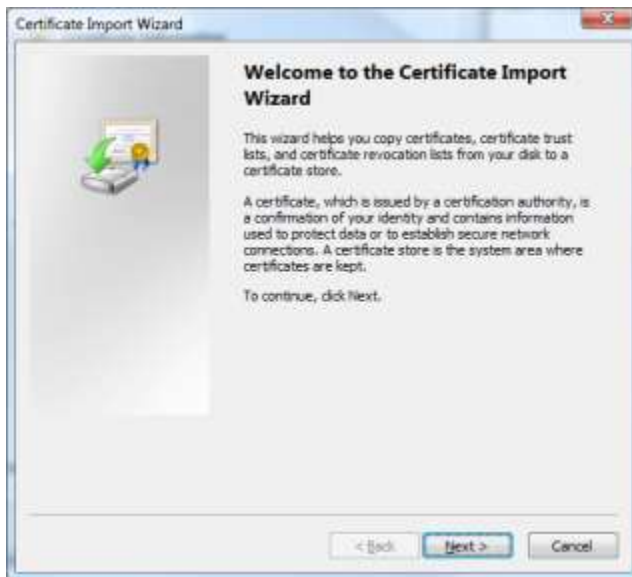 Certificate Import Wizard
Welcome to the Certificate Import
Wizard
This wizard helps you copy certificates, certificate trust
lists, and certificate revocation lists from your disk to a
certificate store.
A certificate, which is issued by a certification authority, is
a confirmation of your identity and contains information
used to protect data or to establish secure network
connections. A certificate store is the system area where
certificates are kept.
To continue, click Next.
< Back Next > Cancel